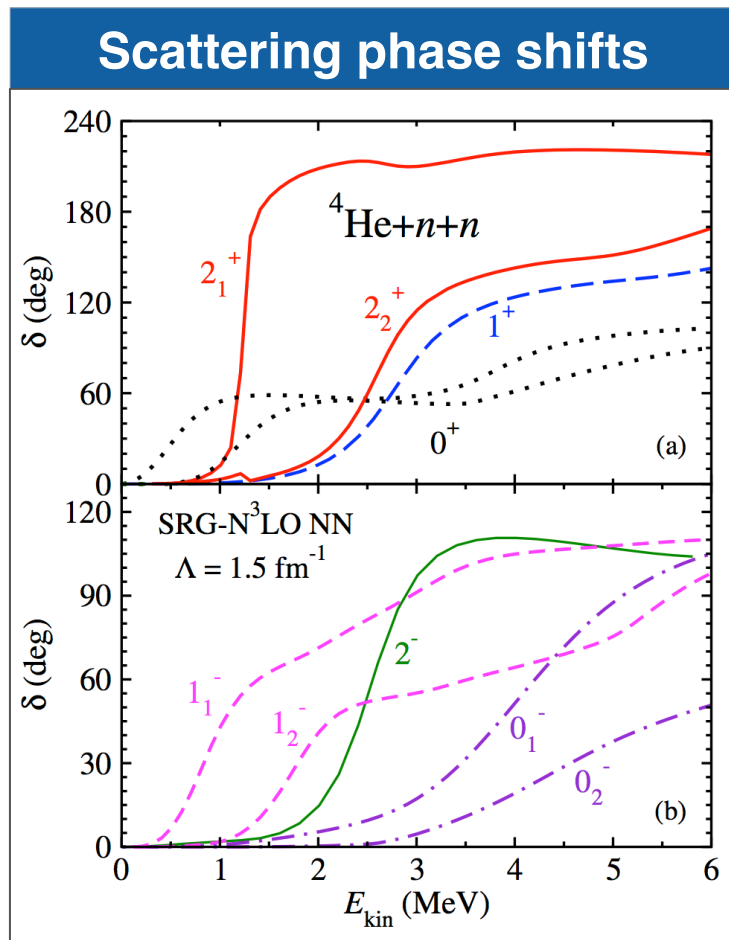 Scattering phase shifts
240
180
120
60
0
δ (deg)
⁴He+n+n
2₁⁺
2₂⁺
1⁺
0⁺
(a)
120
90
60
30
0
δ (deg)
SRG-N³LO NN
Λ = 1.5 fm⁻¹
1₁⁻
1₂⁻
2⁻
0₁⁻
0₂⁻
(b)
0 1 2 3 4 5 6
E_kin (MeV)